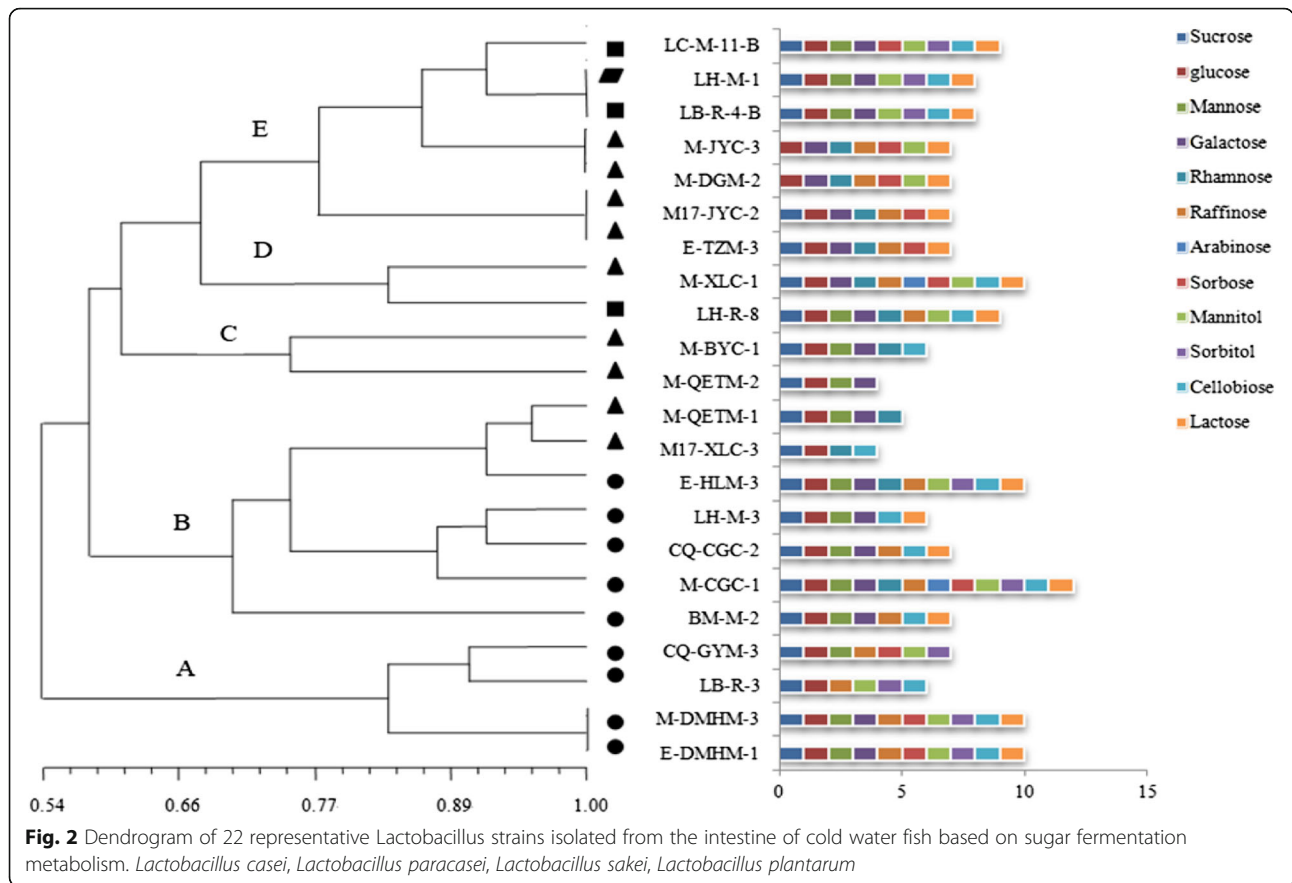 LC-M-11-B
LH-M-1
LB-R-4-B
M-JYC-3
M-DGM-2
M17-JYC-2
E-TZM-3
M-XLC-1
LH-R-8
M-BYC-1
M-QETM-2
M-QETM-1
M17-XLC-3
E-HLM-3
LH-M-3
CQ-CGC-2
M-CGC-1
BM-M-2
CQ-GYM-3
LB-R-3
M-DMHM-3
E-DMHM-1
E
D
C
B
A
0.54 0.66 0.77 0.89 1.00
0 5 10 15
Sucrose
glucose
Mannose
Galactose
Rhamnose
Raffinose
Arabinose
Sorbose
Mannitol
Sorbitol
Cellobiose
Lactose
Fig. 2 Dendrogram of 22 representative Lactobacillus strains isolated from the intestine of cold water fish based on sugar fermentation
metabolism. Lactobacillus casei, Lactobacillus paracasei, Lactobacillus sakei, Lactobacillus plantarum